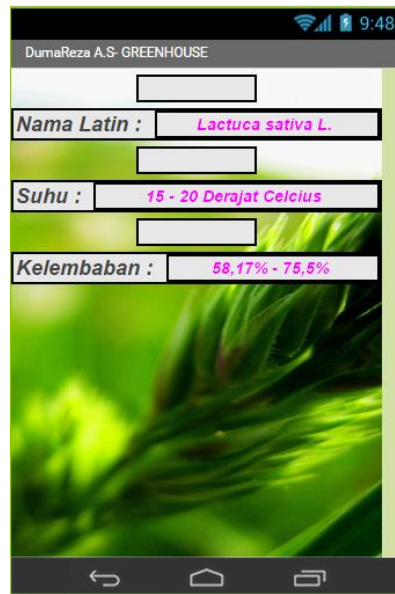 9:48
DumaReza A.S- GREENHOUSE
Nama Latin : Lactuca sativa L.
Suhu : 15 - 20 Derajat Celcius
Kelembaban : 58,17% - 75,5%